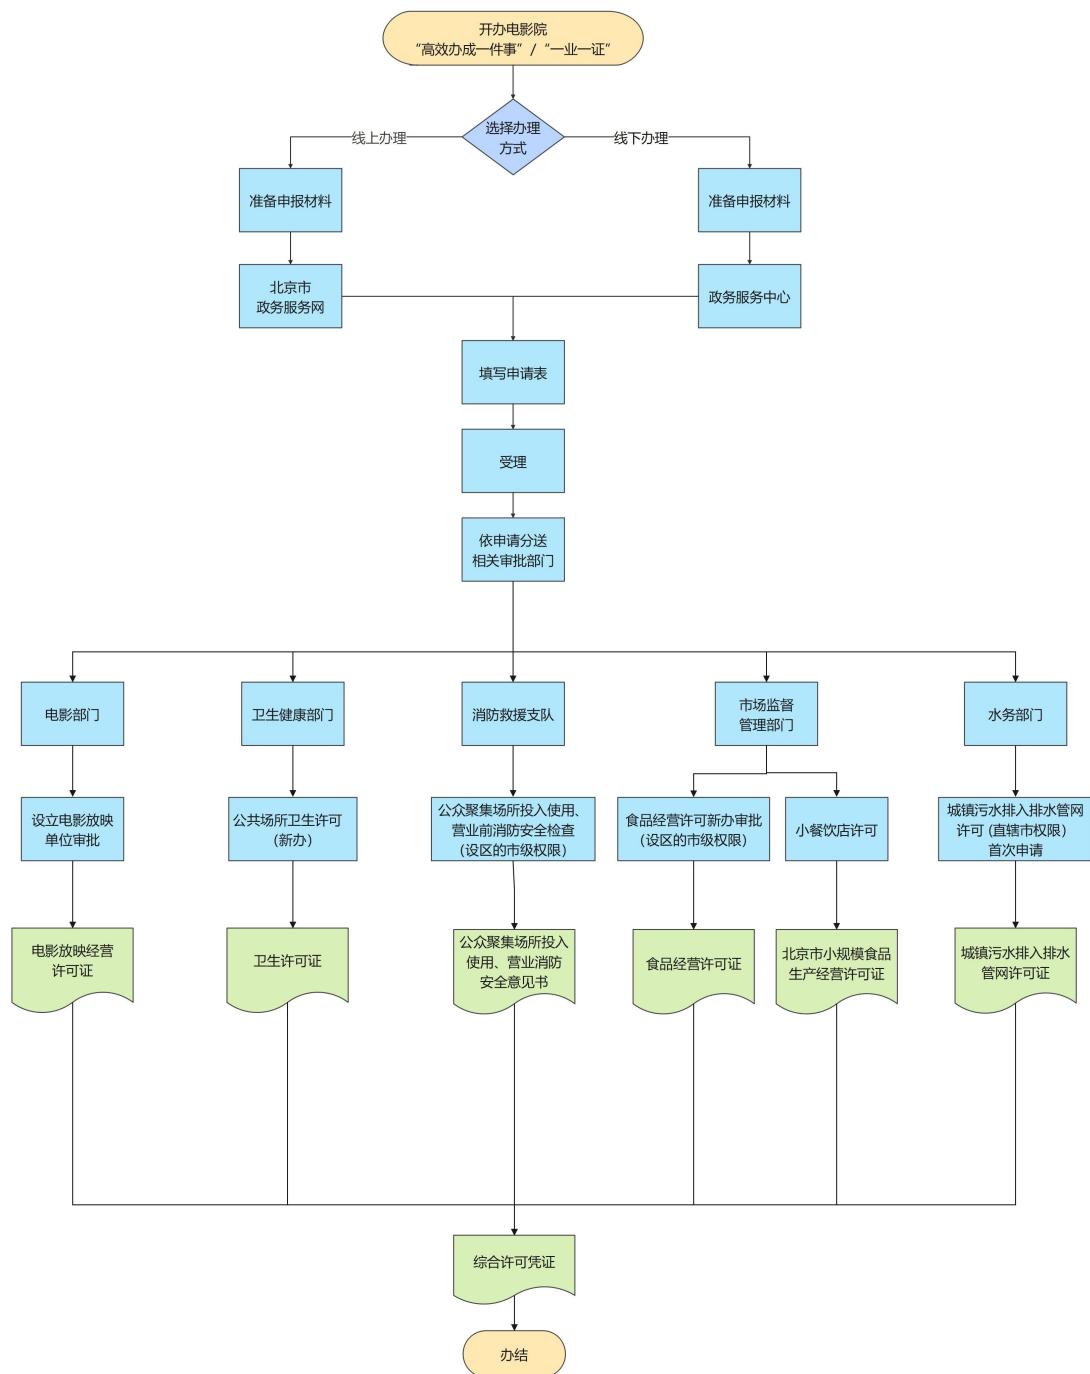 开办电影院
“高效办成一件事” / “一业一证”
选择办理
方式
线上办理
线下办理
准备申报材料
准备申报材料
北京市
政务服务网
政务服务中心
填写申请表
受理
依申请分送
相关审批部门
电影部门
卫生健康部门
消防救援支队
市场监督
管理部门
水务部门
设立电影放映
单位审批
公共场所卫生许可
（新办）
公众聚集场所投入使用、
营业前消防安全检查
（设区的市级权限）
食品经营许可新办审批
（设区的市级权限）
小餐饮店许可
城镇污水排入排水管网
许可 (直辖市权限)
首次申请
电影放映经营
许可证
卫生许可证
公众聚集场所投入
使用、营业消防
安全意见书
食品经营许可证
北京市小规模食品
生产经营许可证
城镇污水排入排水
管网许可证
综合许可凭证
办结